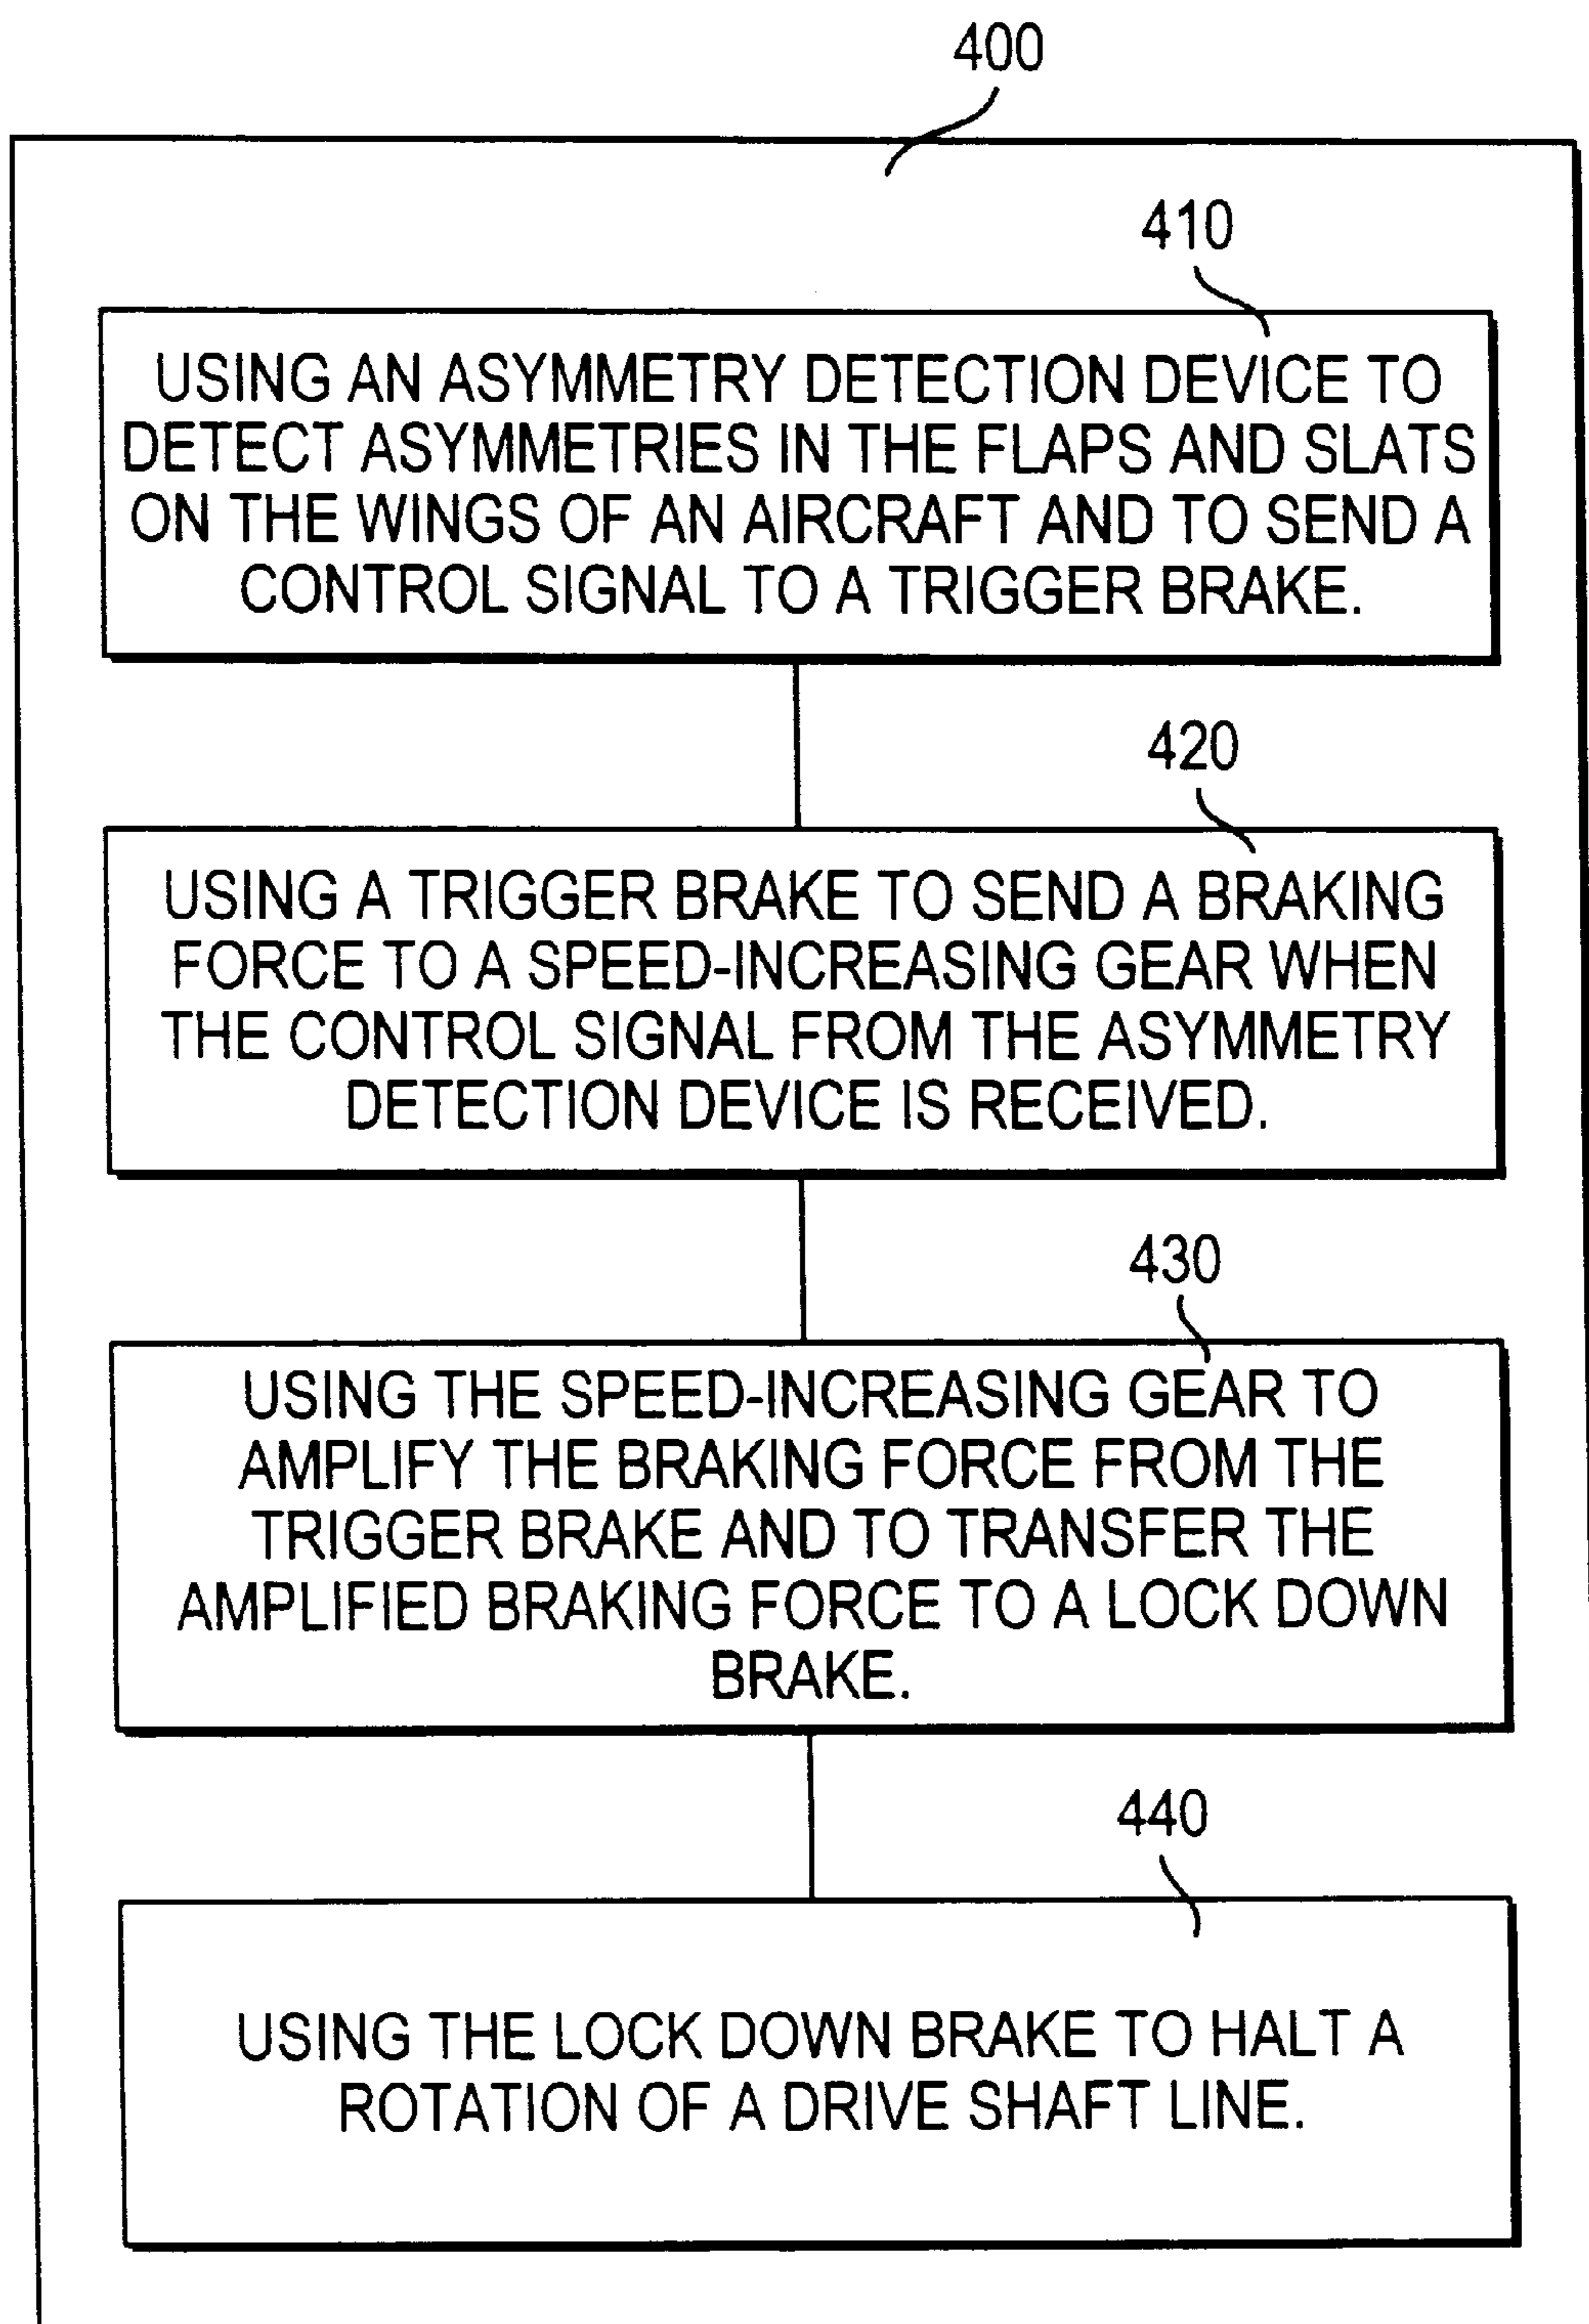 400
410
USING AN ASYMMETRY DETECTION DEVICE TO
DETECT ASYMMETRIES IN THE FLAPS AND SLATS
ON THE WINGS OF AN AIRCRAFT AND TO SEND A
CONTROL SIGNAL TO A TRIGGER BRAKE.
420
USING A TRIGGER BRAKE TO SEND A BRAKING
FORCE TO A SPEED-INCREASING GEAR WHEN
THE CONTROL SIGNAL FROM THE ASYMMETRY
DETECTION DEVICE IS RECEIVED.
430
USING THE SPEED-INCREASING GEAR TO
AMPLIFY THE BRAKING FORCE FROM THE
TRIGGER BRAKE AND TO TRANSFER THE
AMPLIFIED BRAKING FORCE TO A LOCK DOWN
BRAKE.
440
USING THE LOCK DOWN BRAKE TO HALT A
ROTATION OF A DRIVE SHAFT LINE.